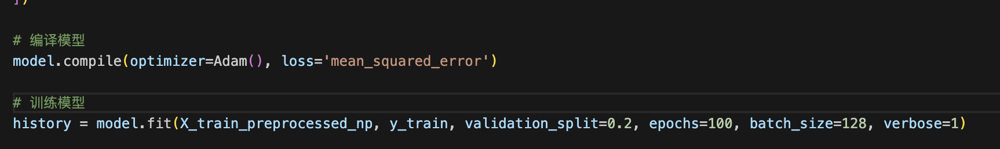 ])
# 编译模型
model.compile(optimizer=Adam(), loss='mean_squared_error')
# 训练模型
history = model.fit(X_train_preprocessed_np, y_train, validation_split=0.2, epochs=100, batch_size=128, verbose=1)